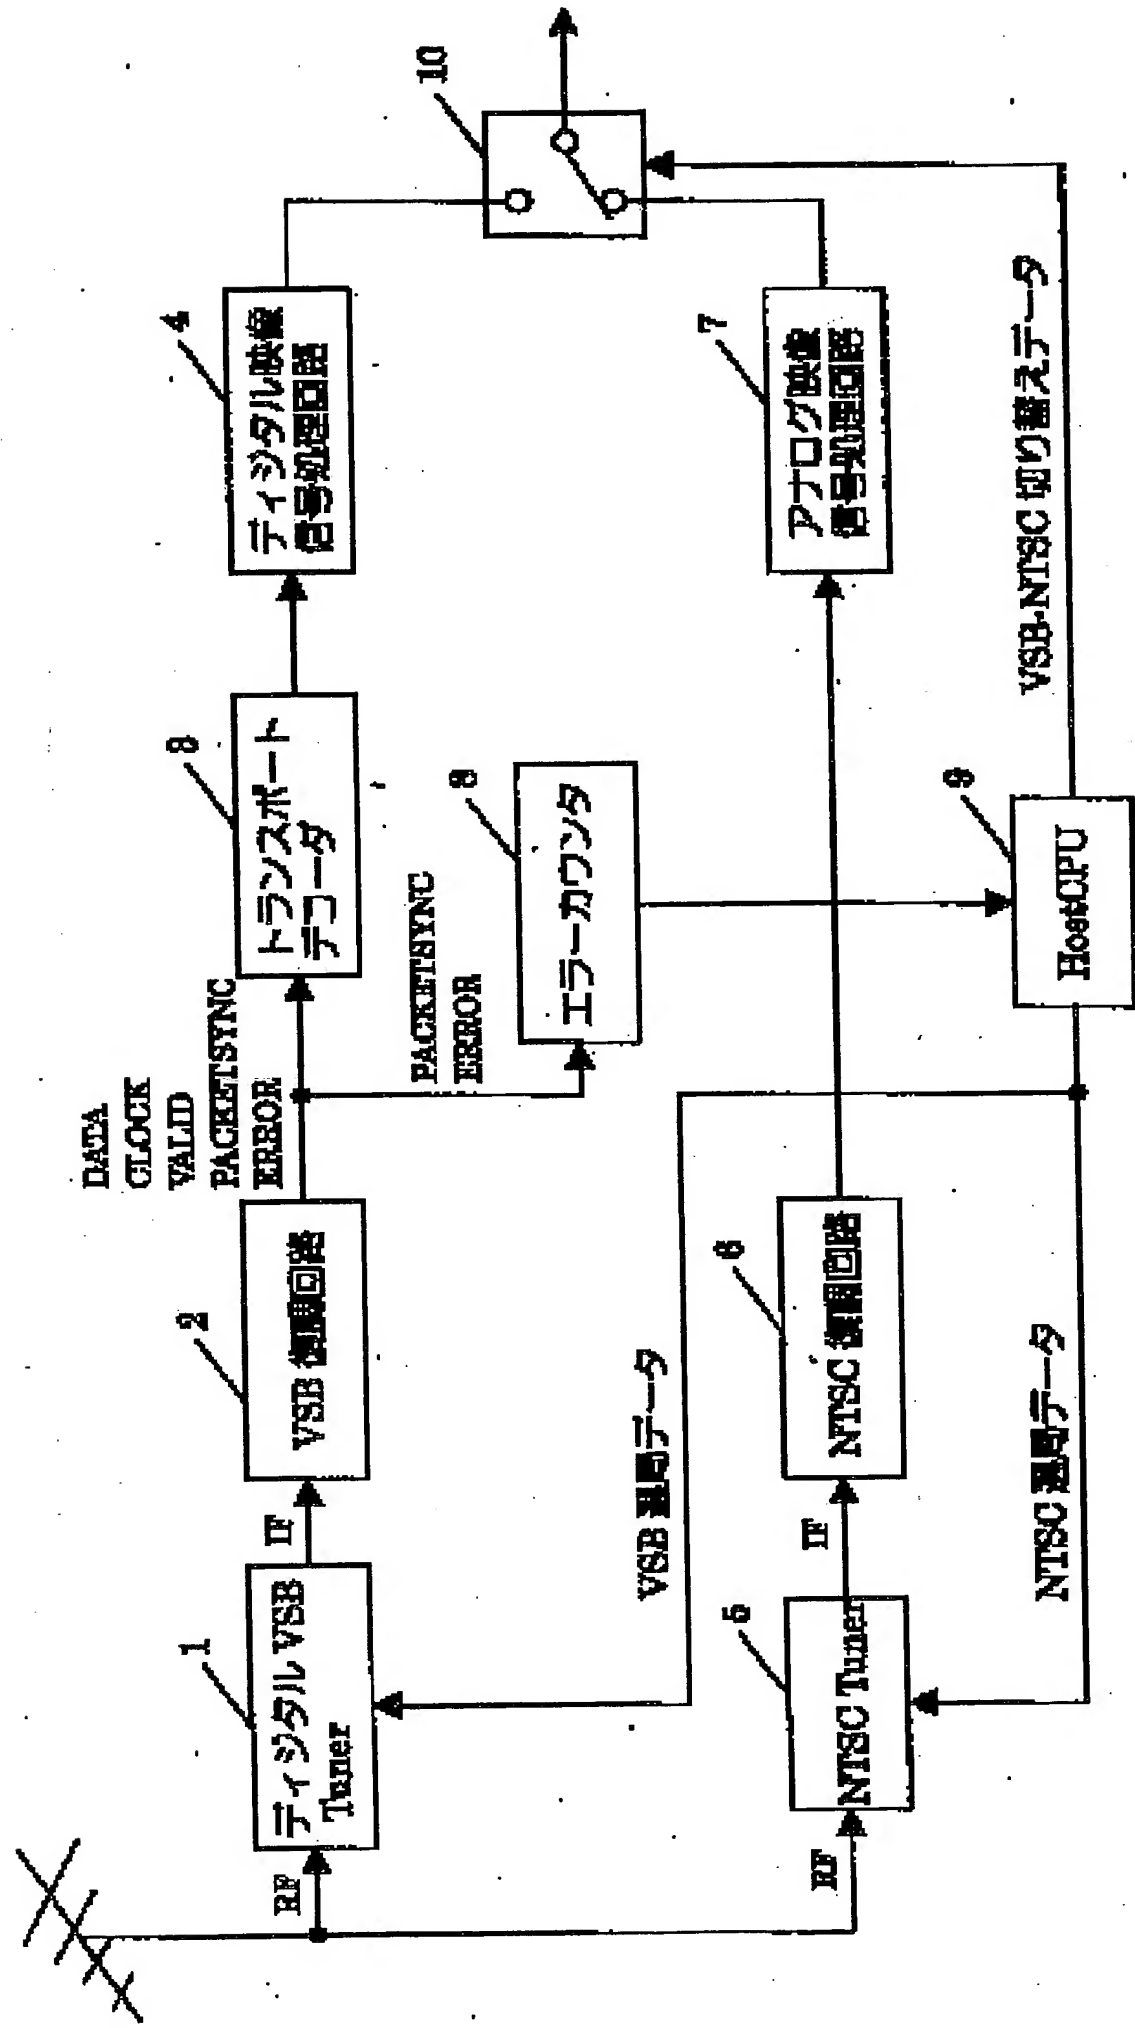 DATA
CLOCK
VALID
PACKETSYNC
ERROR
1
ディジタルVSB
Tuner
RF
IF
2
VSB 復調回路
3
トランスポート
デコーダ
4
ディジタル映像
信号処理回路
10
PACKETSYNC
ERROR
8
エラーカウンタ
VSB 選局データ
5
NTSC Tuner
RF
IF
6
NTSC 復調回路
7
アナログ映像
信号処理回路
9
HostCPU
NTSC 選局データ
VSB-NTSC 切り替えデータ